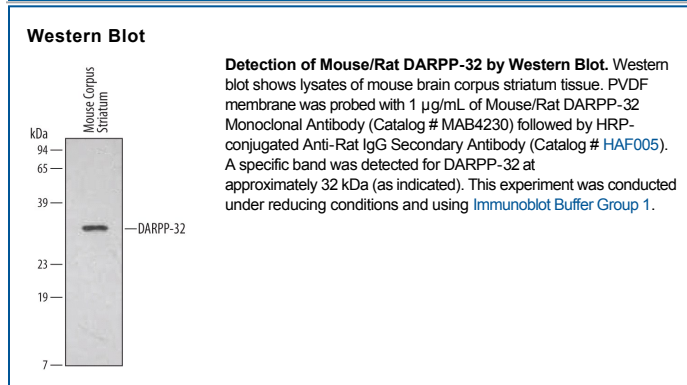 Western Blot
Mouse Corpus
Striatum
kDa
94
65
39
DARPP-32
23
19
7
Detection of Mouse/Rat DARPP-32 by Western Blot. Western
blot shows lysates of mouse brain corpus striatum tissue. PVDF
membrane was probed with 1 µg/mL of Mouse/Rat DARPP-32
Monoclonal Antibody (Catalog # MAB4230) followed by HRP-
conjugated Anti-Rat IgG Secondary Antibody (Catalog # HAF005).
A specific band was detected for DARPP-32 at
approximately 32 kDa (as indicated). This experiment was conducted
under reducing conditions and using Immunoblot Buffer Group 1.